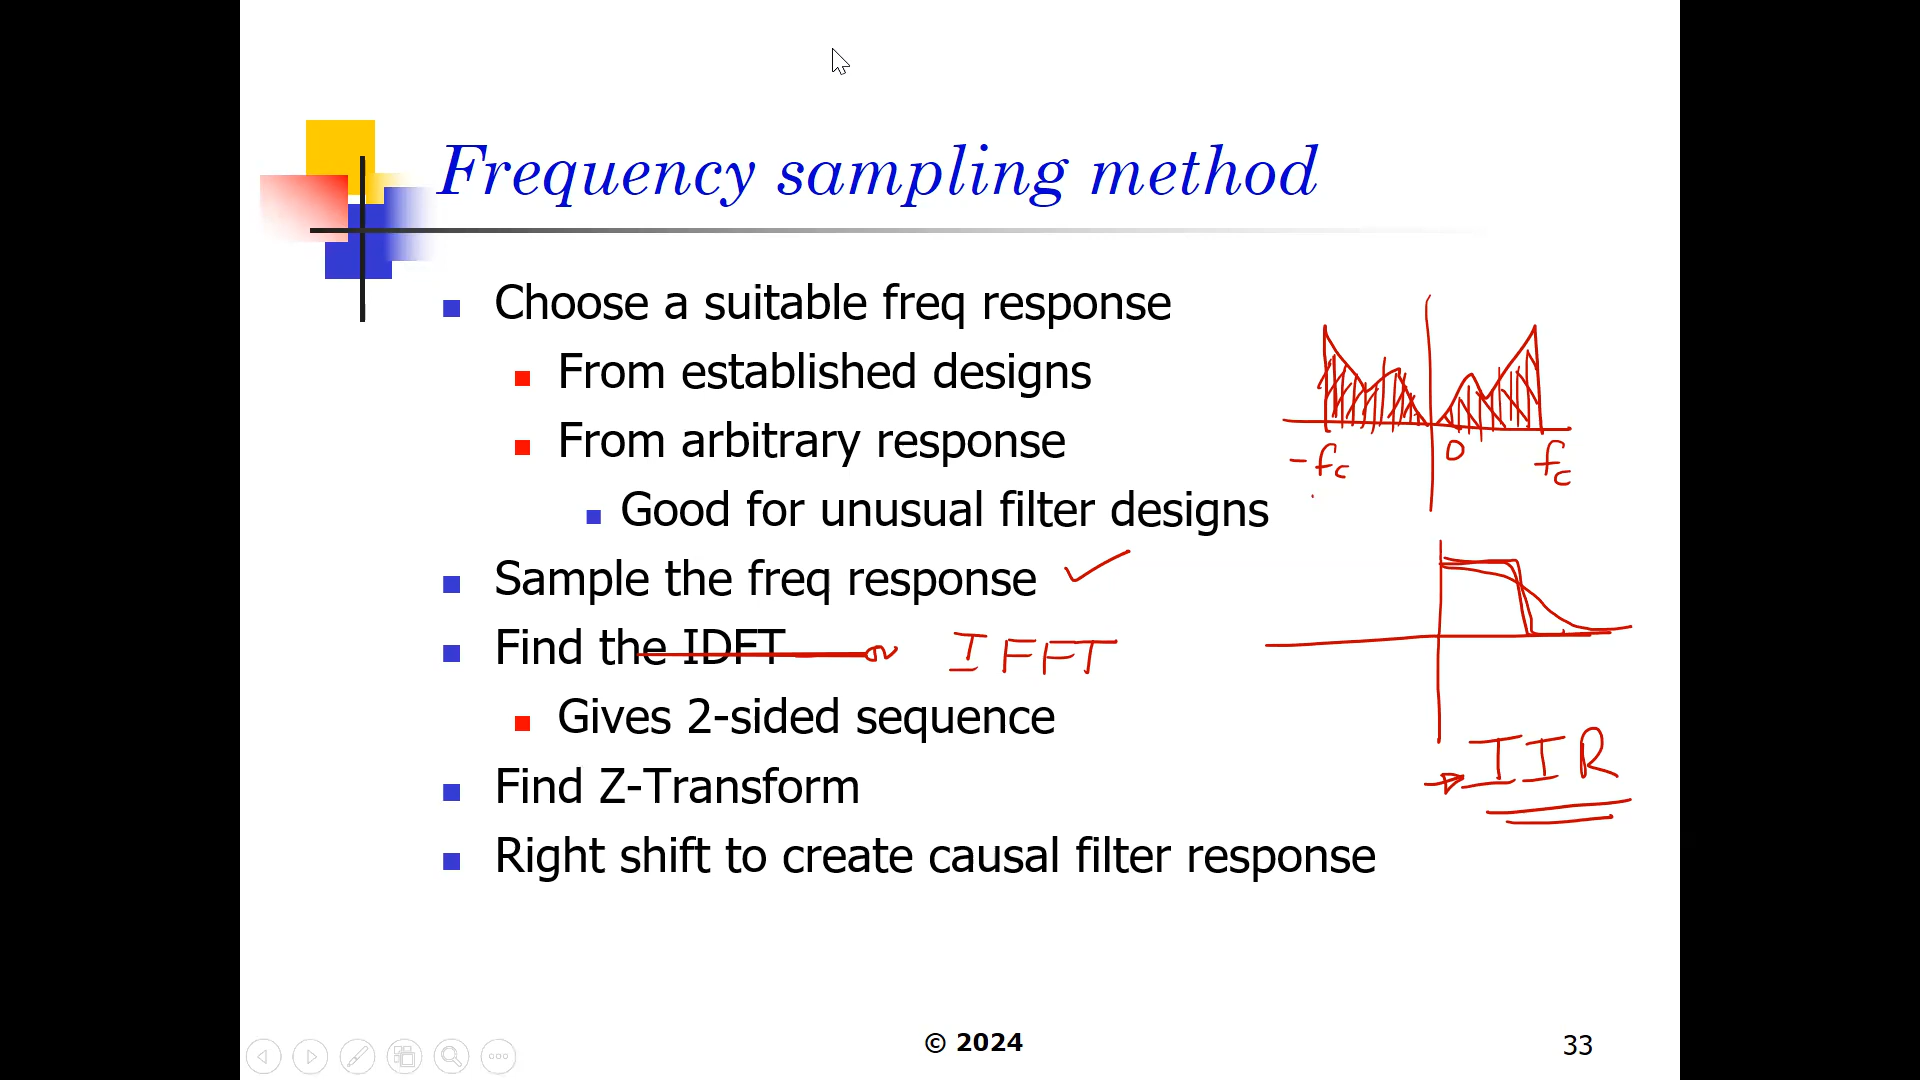 Frequency sampling method
Choose a suitable freq response
From established designs
From arbitrary response
-fc 0 fc
Good for unusual filter designs
Sample the freq response
Find the IDFT IFFT
Gives 2-sided sequence
IIR
Find Z-Transform
Right shift to create causal filter response
© 2024
33